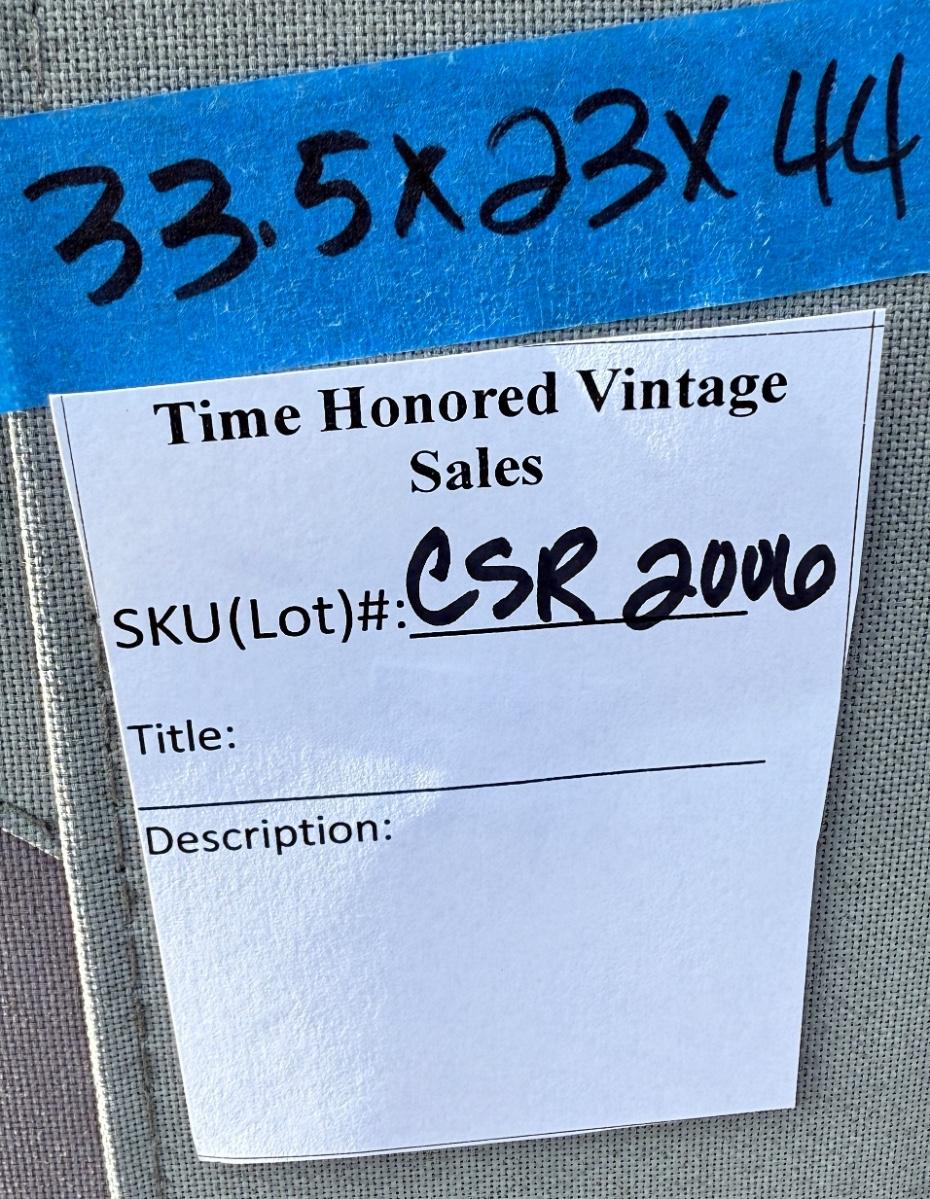 33.5x23x44
Time Honored Vintage
Sales
SKU(Lot)#: CSR 2006
Title:
Description: